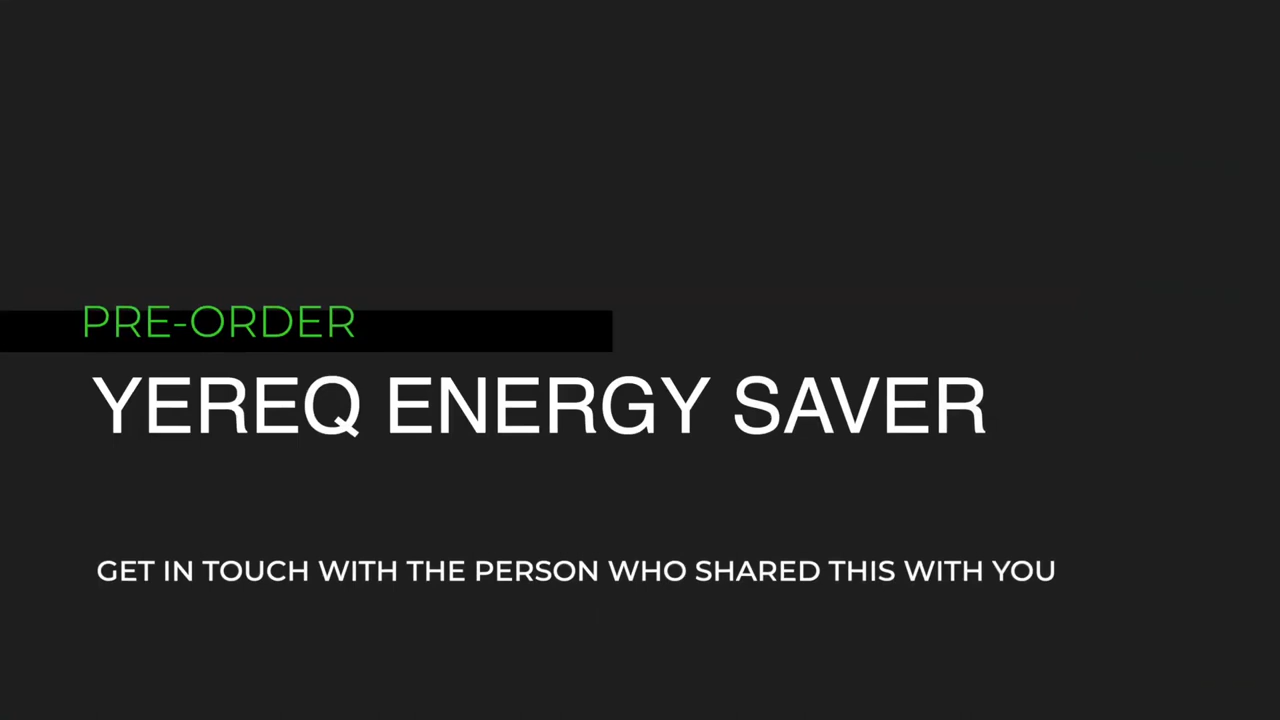 PRE-ORDER
YEREQ ENERGY SAVER
GET IN TOUCH WITH THE PERSON WHO SHARED THIS WITH YOU